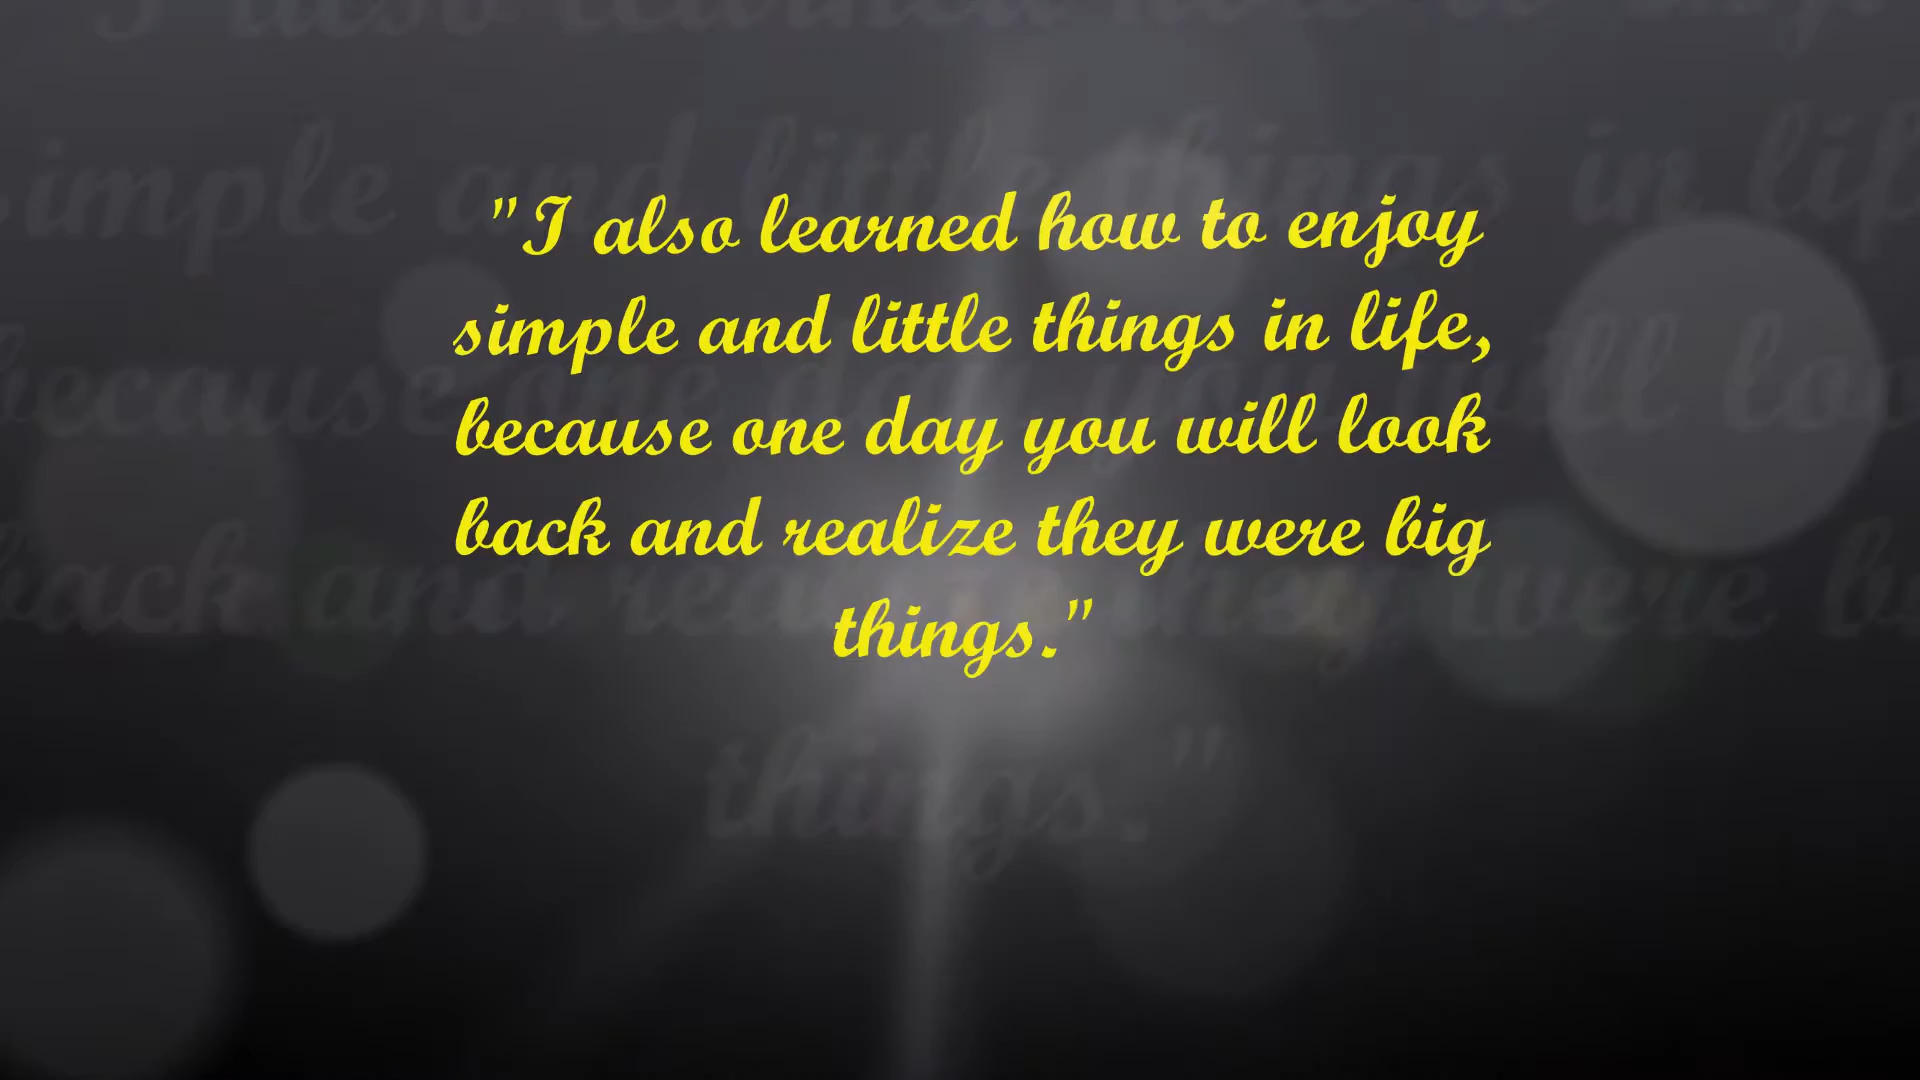 "I also learned how to enjoy
simple and little things in life,
because one day you will look
back and realize they were big
things."